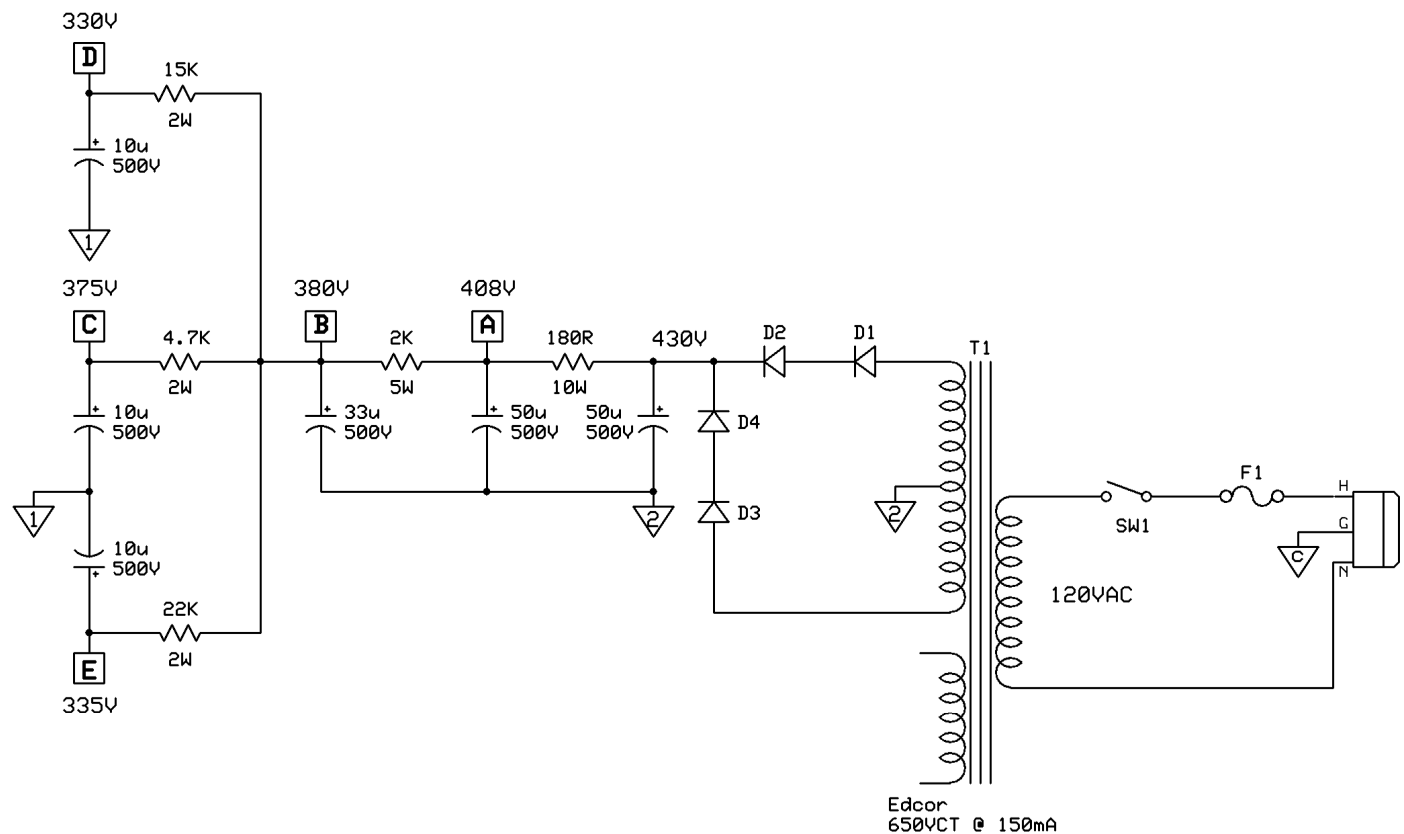 330V
D
15K
2W
+
10u
500V
1
375V
C
4.7K
2W
380V
B
2K
5W
408V
A
180R
10W
430V
D2
D1
T1
+
10u
500V
+
33u
500V
+
50u
500V
50u
500V
+
D4
D3
1
2
2
10u
500V
+
22K
2W
E
335V
F1
SW1
H
G
N
C
120VAC
Edcor
650VCT @ 150mA